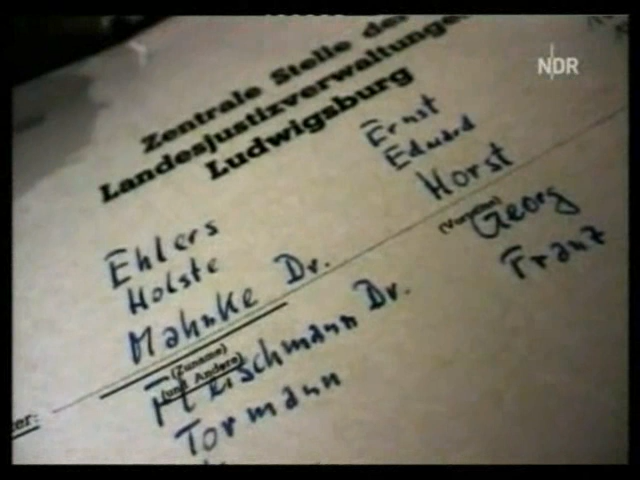 NDR
Zentrale Stelle der
Landesjustizverwaltungen
Ludwigsburg
Ehlers Ernst
Holste Eduard
Mahnke Dr. Horst
(Zuname) (Vorname)
(und Andere)
Fleischmann Dr. Georg
Tormann Franz